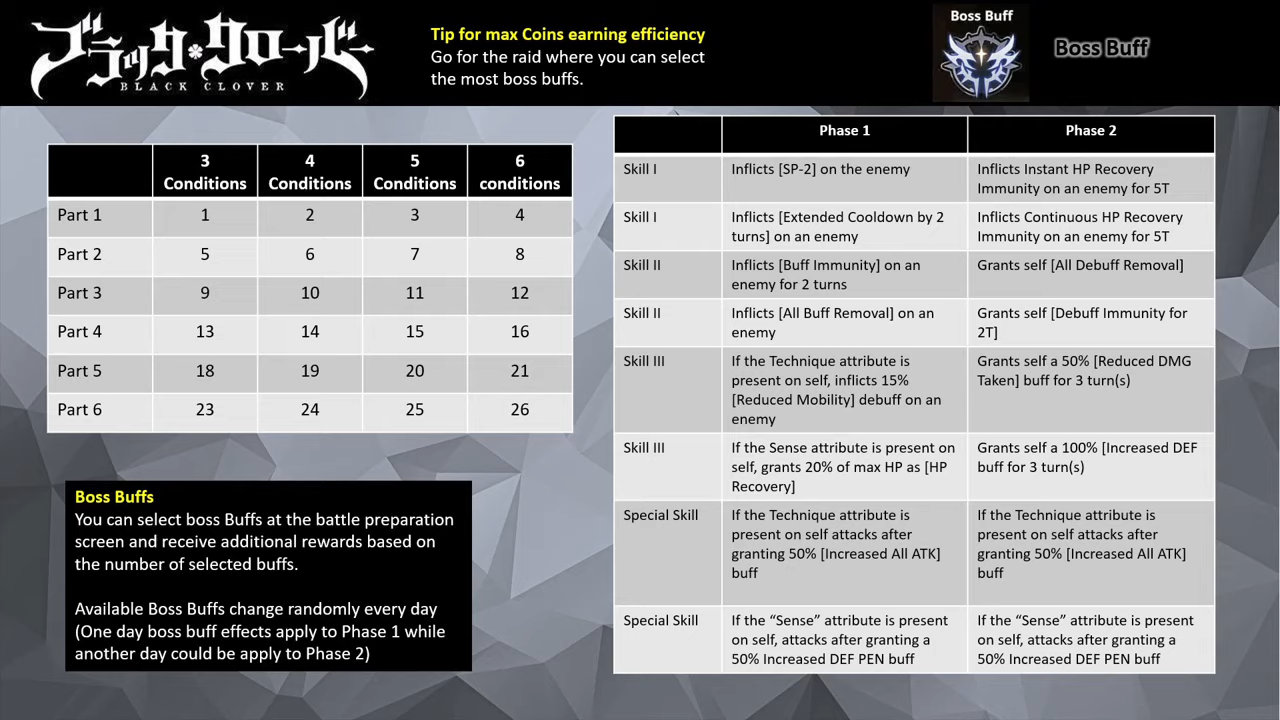 ブラック・クローバー
BLACK CLOVER
Tip for max Coins earning efficiency
Go for the raid where you can select
the most boss buffs.
Boss Buff
Boss Buff
3 Conditions 4 Conditions 5 Conditions 6 conditions
Part 1 1 2 3 4
Part 2 5 6 7 8
Part 3 9 10 11 12
Part 4 13 14 15 16
Part 5 18 19 20 21
Part 6 23 24 25 26
Boss Buffs
You can select boss Buffs at the battle preparation
screen and receive additional rewards based on
the number of selected buffs.
Available Boss Buffs change randomly every day
(One day boss buff effects apply to Phase 1 while
another day could be apply to Phase 2)
Phase 1 Phase 2
Skill I
Inflicts [SP-2] on the enemy
Inflicts Instant HP Recovery
Immunity on an enemy for 5T
Skill I
Inflicts [Extended Cooldown by 2
turns] on an enemy
Inflicts Continuous HP Recovery
Immunity on an enemy for 5T
Skill II
Inflicts [Buff Immunity] on an
enemy for 2 turns
Grants self [All Debuff Removal]
Skill II
Inflicts [All Buff Removal] on an
enemy
Grants self [Debuff Immunity for
2T]
Skill III
If the Technique attribute is
present on self, inflicts 15%
[Reduced Mobility] debuff on an
enemy
Grants self a 50% [Reduced DMG
Taken] buff for 3 turn(s)
Skill III
If the Sense attribute is present on
self, grants 20% of max HP as [HP
Recovery]
Grants self a 100% [Increased DEF
buff for 3 turn(s)
Special Skill
If the Technique attribute is
present on self attacks after
granting 50% [Increased All ATK]
buff
If the Technique attribute is
present on self attacks after
granting 50% [Increased All ATK]
buff
Special Skill
If the “Sense” attribute is present
on self, attacks after granting a
50% Increased DEF PEN buff
If the “Sense” attribute is present
on self, attacks after granting a
50% Increased DEF PEN buff